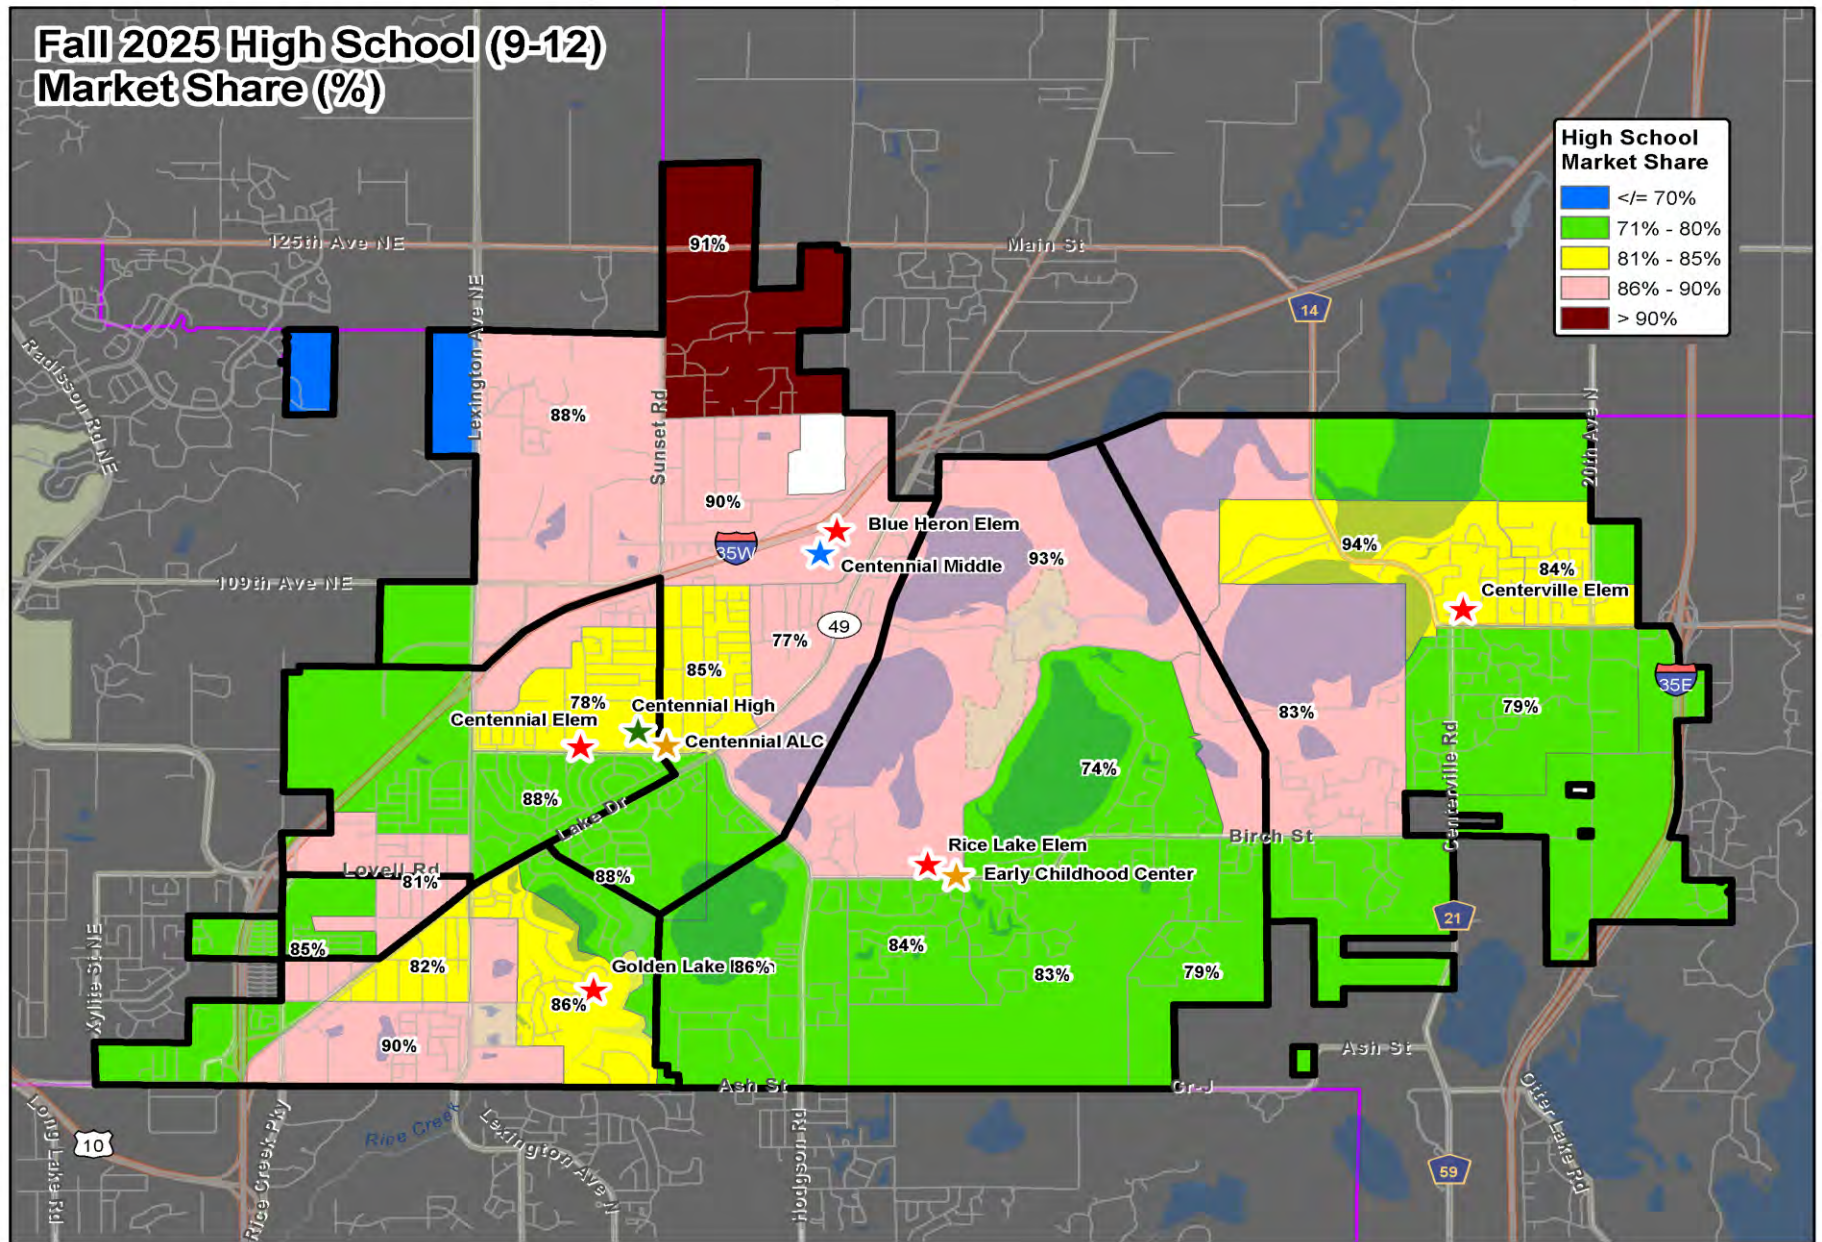 Fall 2025 High School (9-12)
Market Share (%)
High School
Market Share
</= 70%
71% - 80%
81% - 85%
86% - 90%
> 90%
125th Ave NE
91%
Main St
14
Lexington Ave NE
Radisson Rd NE
88%
Sunset Rd
20th Ave N
90%
Blue Heron Elem
35W
Centennial Middle
93%
94%
84%
Centerville Elem
109th Ave NE
49
77%
85%
78%
Centennial High
Centennial Elem
Centennial ALC
83%
79%
35E
74%
88%
Lake Dr
Centerville Rd
Birch St
Rice Lake Elem
Early Childhood Center
Lovell Rd
81%
88%
21
85%
82%
Golden Lake
86%
84%
83%
79%
86%
Kylite St NE
90%
Ash St
Ash St
Cr-J
10
Long Lake Rd
Rice Creek Pky
Rice Creek
Lexington Ave N
Hodgson Rd
Otter Lake Rd
59